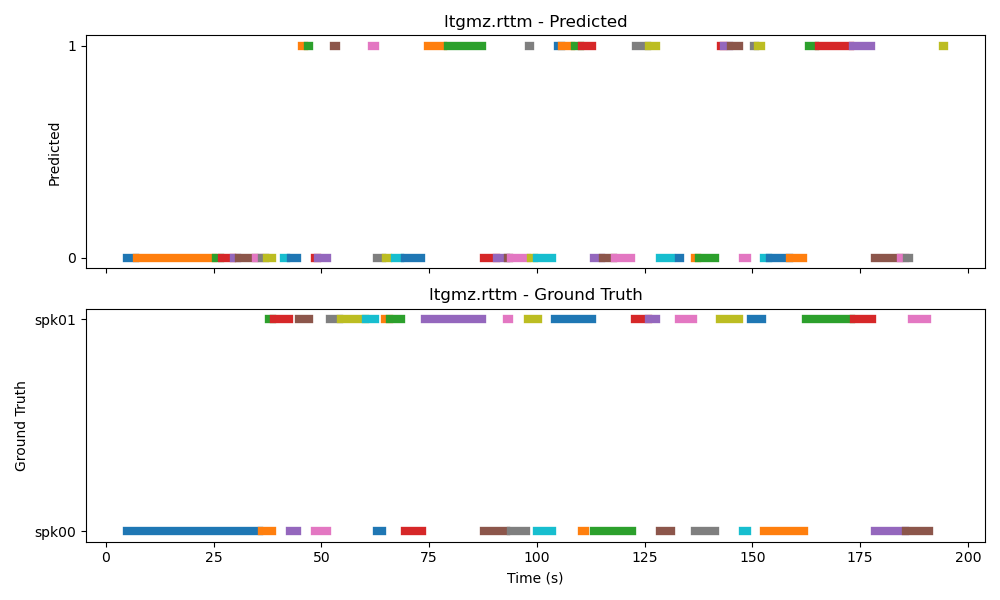 ltgmz.rttm - Predicted
1
0
Predicted
ltgmz.rttm - Ground Truth
spk01
spk00
Ground Truth
0 25 50 75 100 125 150 175 200
Time (s)